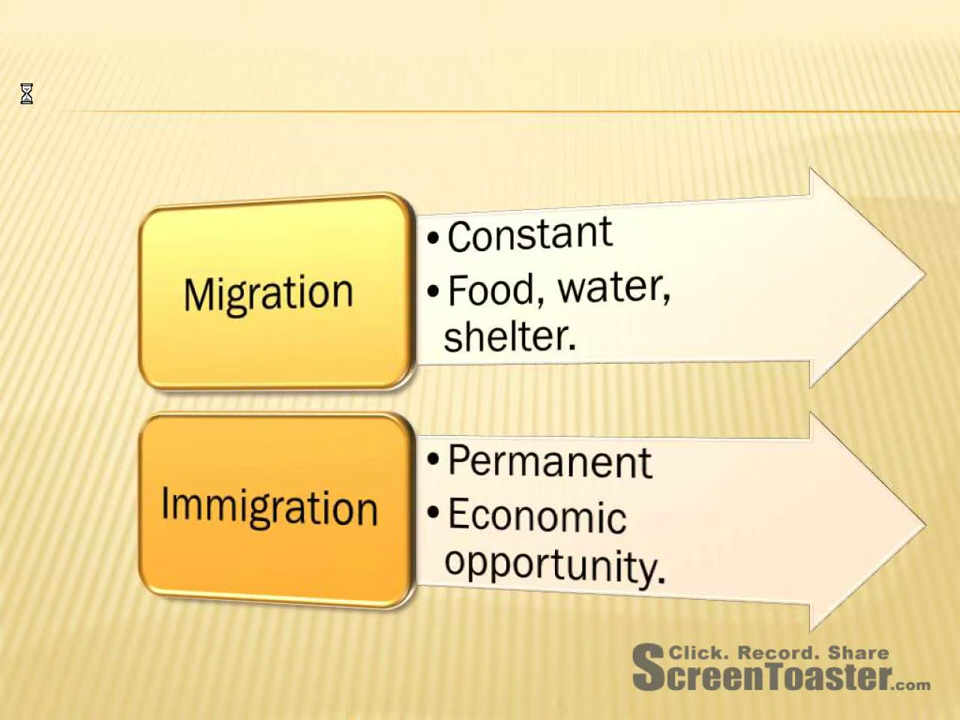 Migration
• Constant
• Food, water,
shelter.
Immigration
• Permanent
• Economic
opportunity.
Click. Record. Share
ScreenToaster.com